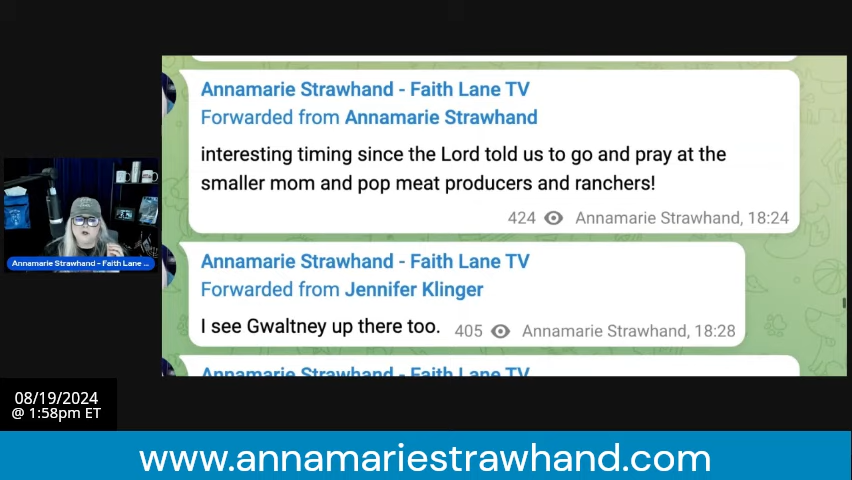 Annamarie Strawhand - Faith Lane TV
Forwarded from Annamarie Strawhand
interesting timing since the Lord told us to go and pray at the
smaller mom and pop meat producers and ranchers!
424 Annamarie Strawhand, 18:24
Annamarie Strawhand - Faith Lane TV
Forwarded from Jennifer Klinger
I see Gwaltney up there too. 405 Annamarie Strawhand, 18:28
Annamarie Strawhand - Faith Lane TV
Annamarie Strawhand - Faith Lane ...
08/19/2024
@ 1:58pm ET
www.annamariestrawhand.com